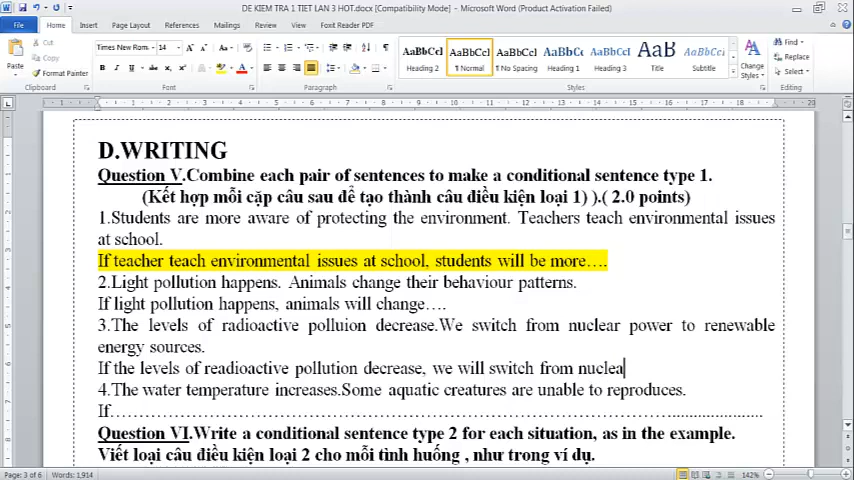 DE KIEM TRA 1 TIET LAN 3 HOT.docx [Compatibility Mode] - Microsoft Word (Product Activation Failed)
File Home Insert Page Layout References Mailings Review View Foxit Reader PDF
Cut
Copy
Format Painter
Paste
Times New Rom 14
AaBbCcI AaBbCcI AaBbCcI AaBbCc AaBbCcI AaB AaBbCcI
Heading 2 ¶ Normal ¶ No Spacing Heading 1 Heading 3 Title Subtitle
Change Styles
Find
Replace
Select
Clipboard Font Paragraph Styles Editing
D.WRITING
Question V.Combine each pair of sentences to make a conditional sentence type 1.
(Kết hợp mỗi cặp câu sau để tạo thành câu điều kiện loại 1) ).( 2.0 points)
1.Students are more aware of protecting the environment. Teachers teach environmental issues
at school.
If teacher teach environmental issues at school, students will be more….
2.Light pollution happens. Animals change their behaviour patterns.
If light pollution happens, animals will change….
3.The levels of radioactive polluion decrease.We switch from nuclear power to renewable
energy sources.
If the levels of readioactive pollution decrease, we will switch from nuclea
4.The water temperature increases.Some aquatic creatures are unable to reproduces.
If……………………………………………………………………………......................
Question VI.Write a conditional sentence type 2 for each situation, as in the example.
Viết loại câu điều kiện loại 2 cho mỗi tình huống , như trong ví dụ.
Page: 3 of 6 Words: 1,914 142%